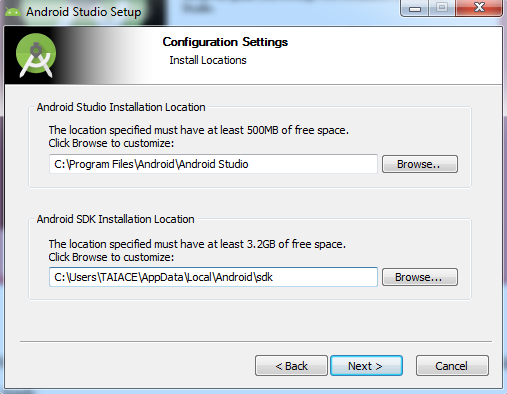 Android Studio Setup
Configuration Settings
Install Locations
Android Studio Installation Location
The location specified must have at least 500MB of free space.
Click Browse to customize:
C:\Program Files\Android\Android Studio
Browse..
Android SDK Installation Location
The location specified must have at least 3.2GB of free space.
Click Browse to customize:
C:\Users\TAIACE\AppData\Local\Android\sdk
Browse...
< Back
Next >
Cancel